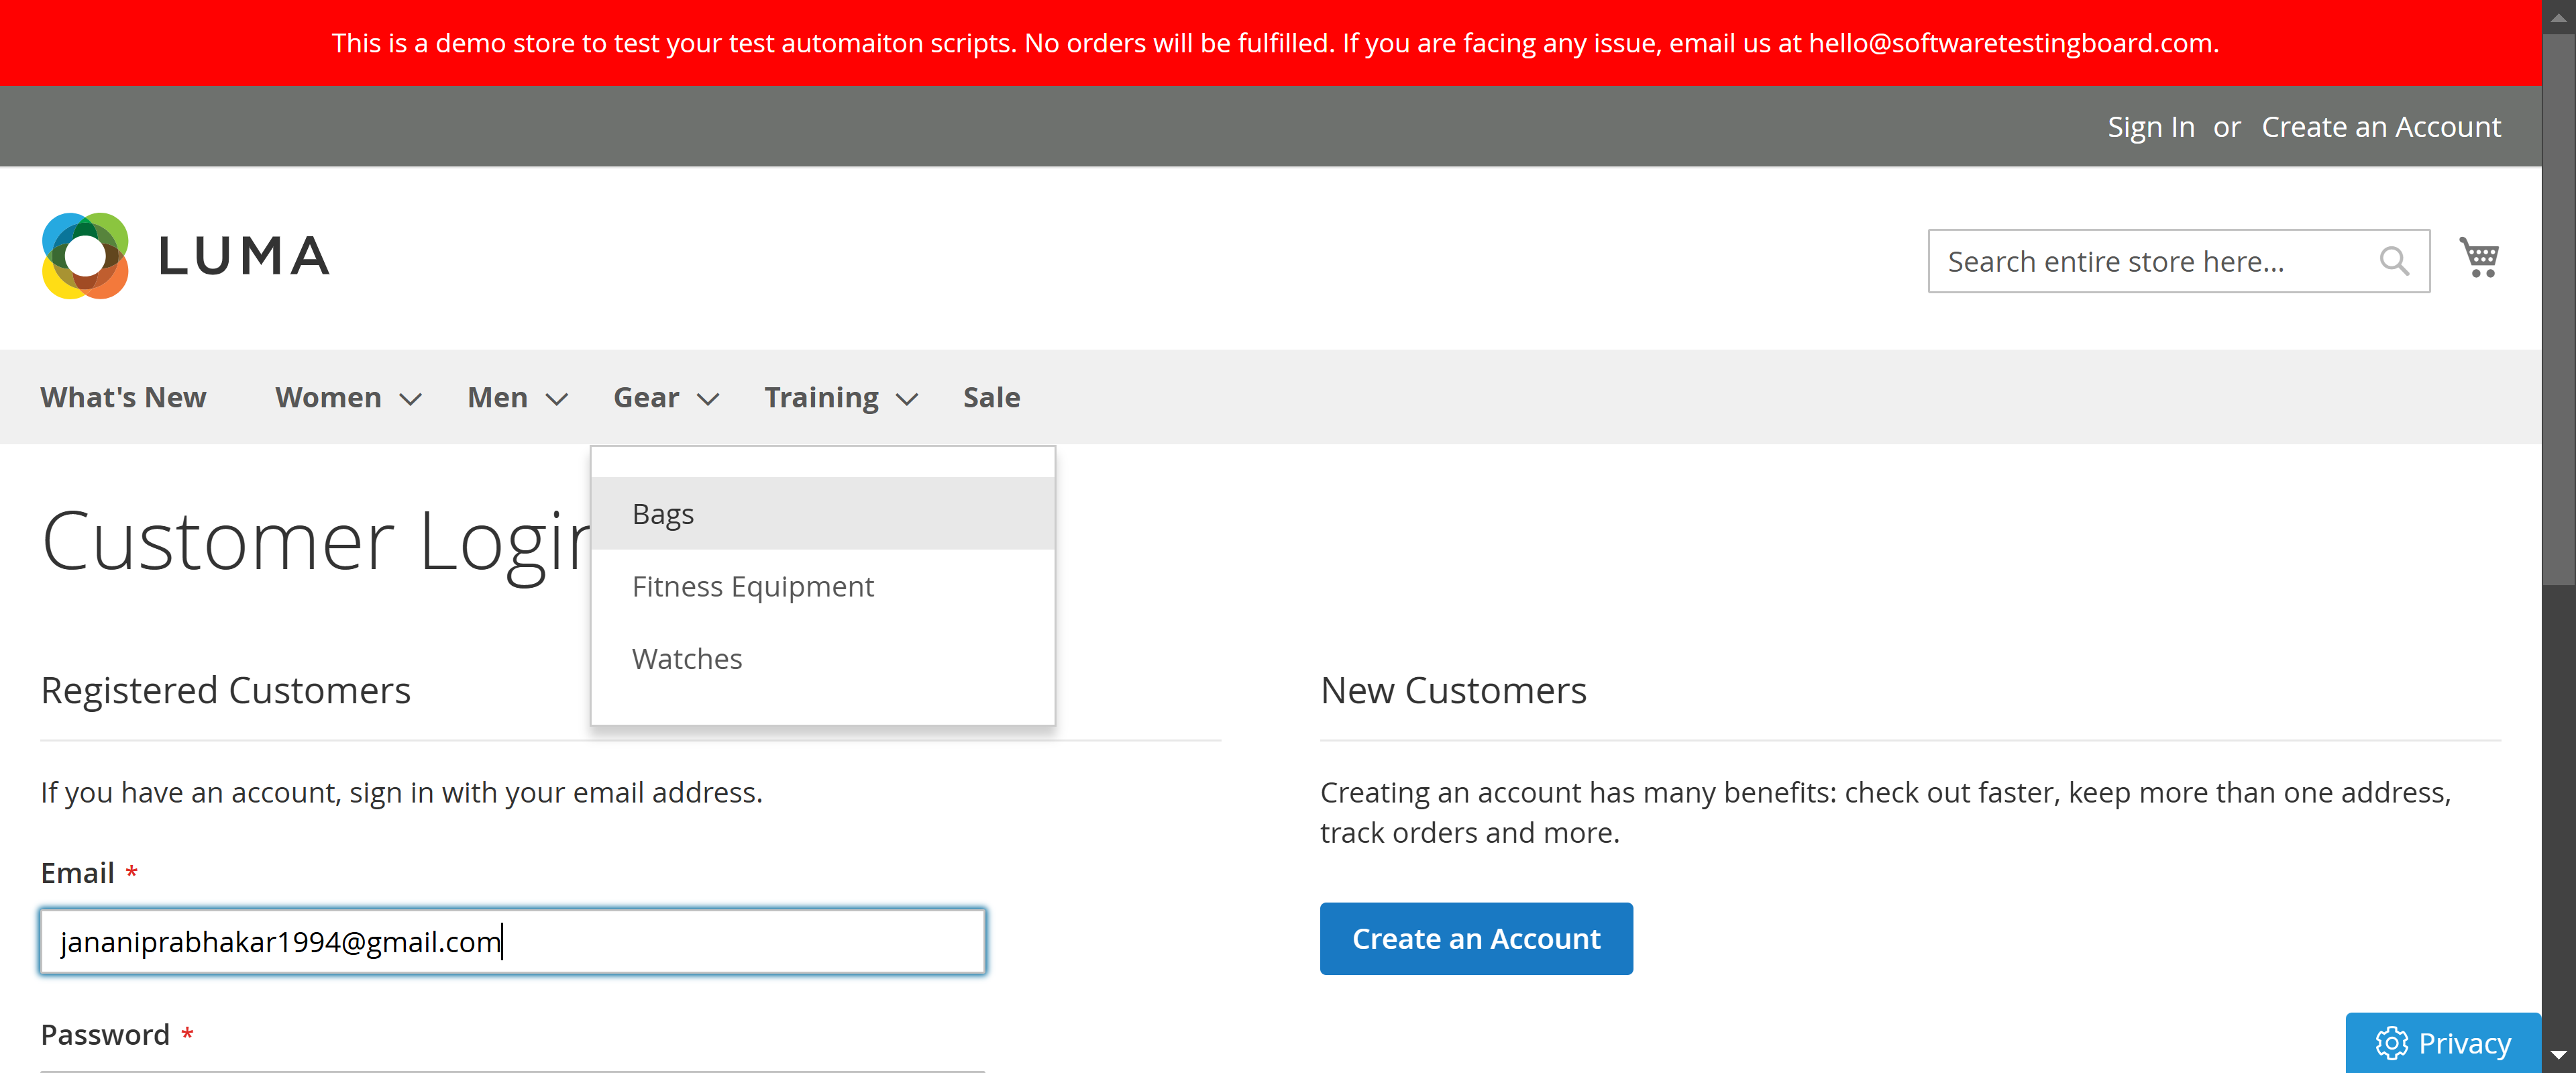 This is a demo store to test your test automaiton scripts. No orders will be fulfilled. If you are facing any issue, email us at hello@softwaretestingboard.com.
Sign In or Create an Account
LUMA
Search entire store here...
What's New Women Men Gear Training Sale
Customer Login
Bags
Fitness Equipment
Watches
Registered Customers
If you have an account, sign in with your email address.
Email *
jananiprabhakar1994@gmail.com
Password *
New Customers
Creating an account has many benefits: check out faster, keep more than one address,
track orders and more.
Create an Account
Privacy